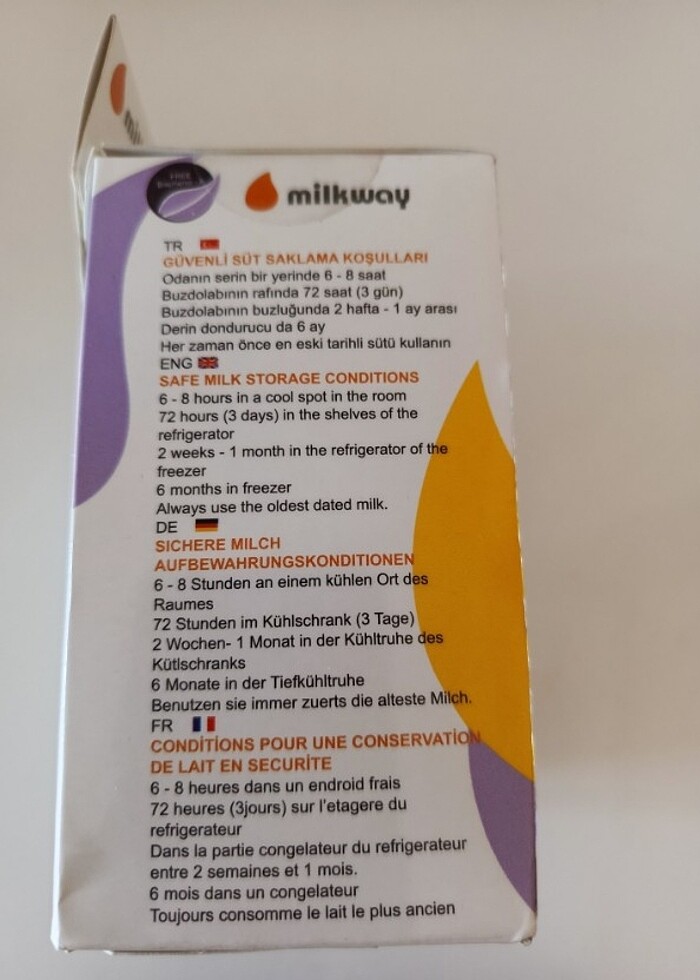 milkway
TR
GÜVENLİ SÜT SAKLAMA KOŞULLARI
Odanın serin bir yerinde 6 - 8 saat
Buzdolabının rafında 72 saat (3 gün)
Buzdolabının buzluğunda 2 hafta - 1 ay arası
Derin dondurucu da 6 ay
Her zaman önce en eski tarihli sütü kullanın
ENG
SAFE MILK STORAGE CONDITIONS
6 - 8 hours in a cool spot in the room
72 hours (3 days) in the shelves of the
refrigerator
2 weeks - 1 month in the refrigerator of the
freezer
6 months in freezer
Always use the oldest dated milk.
DE
SICHERE MILCH
AUFBEWAHRUNGSKONDITIONEN
6 - 8 Stunden an einem kühlen Ort des
Raumes
72 Stunden im Kühlschrank (3 Tage)
2 Wochen- 1 Monat in der Kühltruhe des
Kütlschranks
6 Monate in der Tiefkühltruhe
Benutzen sie immer zuerts die alteste Milch.
FR
CONDİTİONS POUR UNE CONSERVATİON
DE LAIT EN SECURİTE
6 - 8 heures dans un endroid frais
72 heures (3jours) sur l'etagere du
refrigerateur
Dans la partie congelateur du refrigerateur
entre 2 semaines et 1 mois.
6 mois dans un congelateur
Toujours consomme le lait le plus ancien